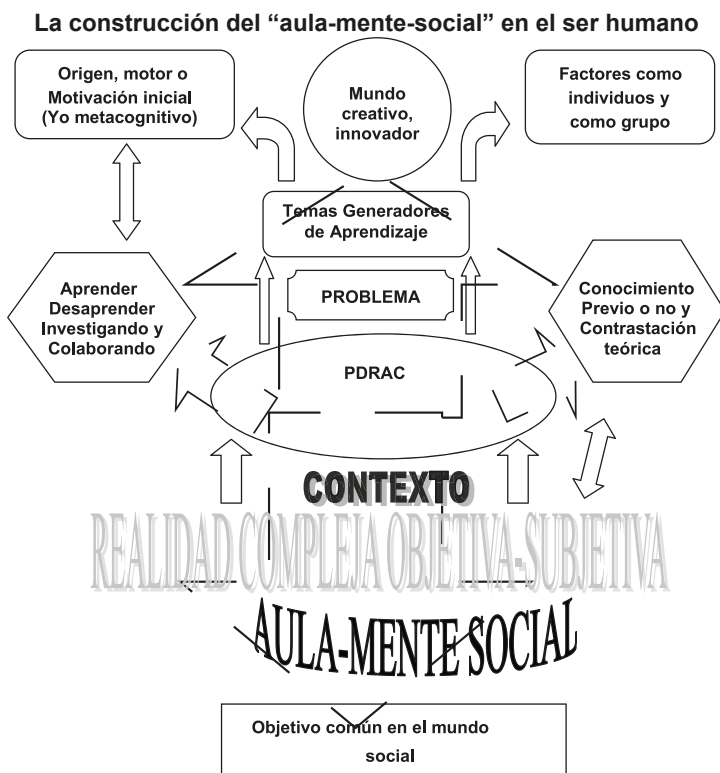 La construcción del “aula-mente-social” en el ser humano
Origen, motor o
Motivación inicial
(Yo metacognitivo)
Mundo
creativo,
innovador
Factores como
individuos y
como grupo
Temas Generadores
de Aprendizaje
Aprender
Desaprender
Investigando y
Colaborando
PROBLEMA
Conocimiento
Previo o no y
Contrastación
teórica
PDRAC
CONTEXTO
REALIDAD COMPLEJA OBJETIVA-SUBJETIVA
AULA-MENTE SOCIAL
Objetivo común en el mundo
social